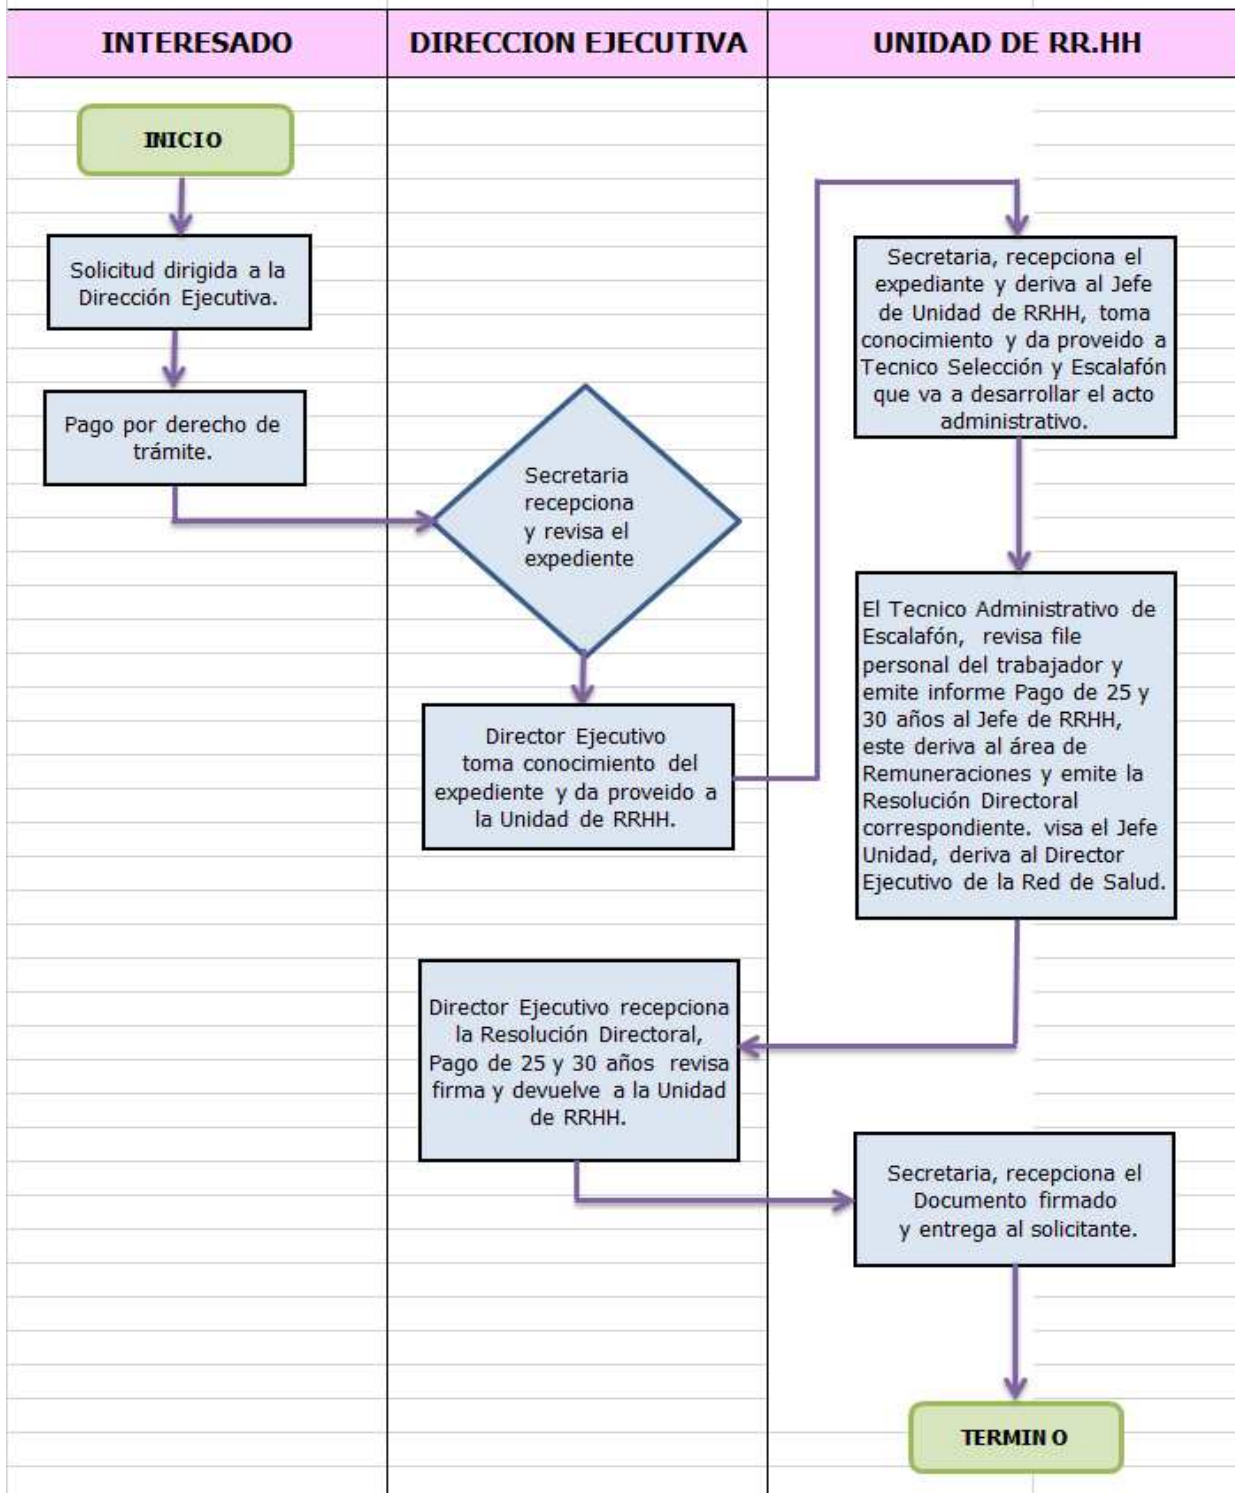 INTERESADO
DIRECCION EJECUTIVA
UNIDAD DE RR.HH
INICIO
Solicitud dirigida a la
Dirección Ejecutiva.
Pago por derecho de
trámite.
Secretaria
recepciona
y revisa el
expediente
Director Ejecutivo
toma conocimiento del
expediente y da proveido a
la Unidad de RRHH.
Secretaria, recepciona el
expediante y deriva al Jefe
de Unidad de RRHH, toma
conocimiento y da proveido a
Tecnico Selección y Escalafón
que va a desarrollar el acto
administrativo.
El Tecnico Administrativo de
Escalafón, revisa file
personal del trabajador y
emite informe Pago de 25 y
30 años al Jefe de RRHH,
este deriva al área de
Remuneraciones y emite la
Resolución Directoral
correspondiente. visa el Jefe
Unidad, deriva al Director
Ejecutivo de la Red de Salud.
Director Ejecutivo recepciona
la Resolución Directoral,
Pago de 25 y 30 años revisa
firma y devuelve a la Unidad
de RRHH.
Secretaria, recepciona el
Documento firmado
y entrega al solicitante.
TERMINO